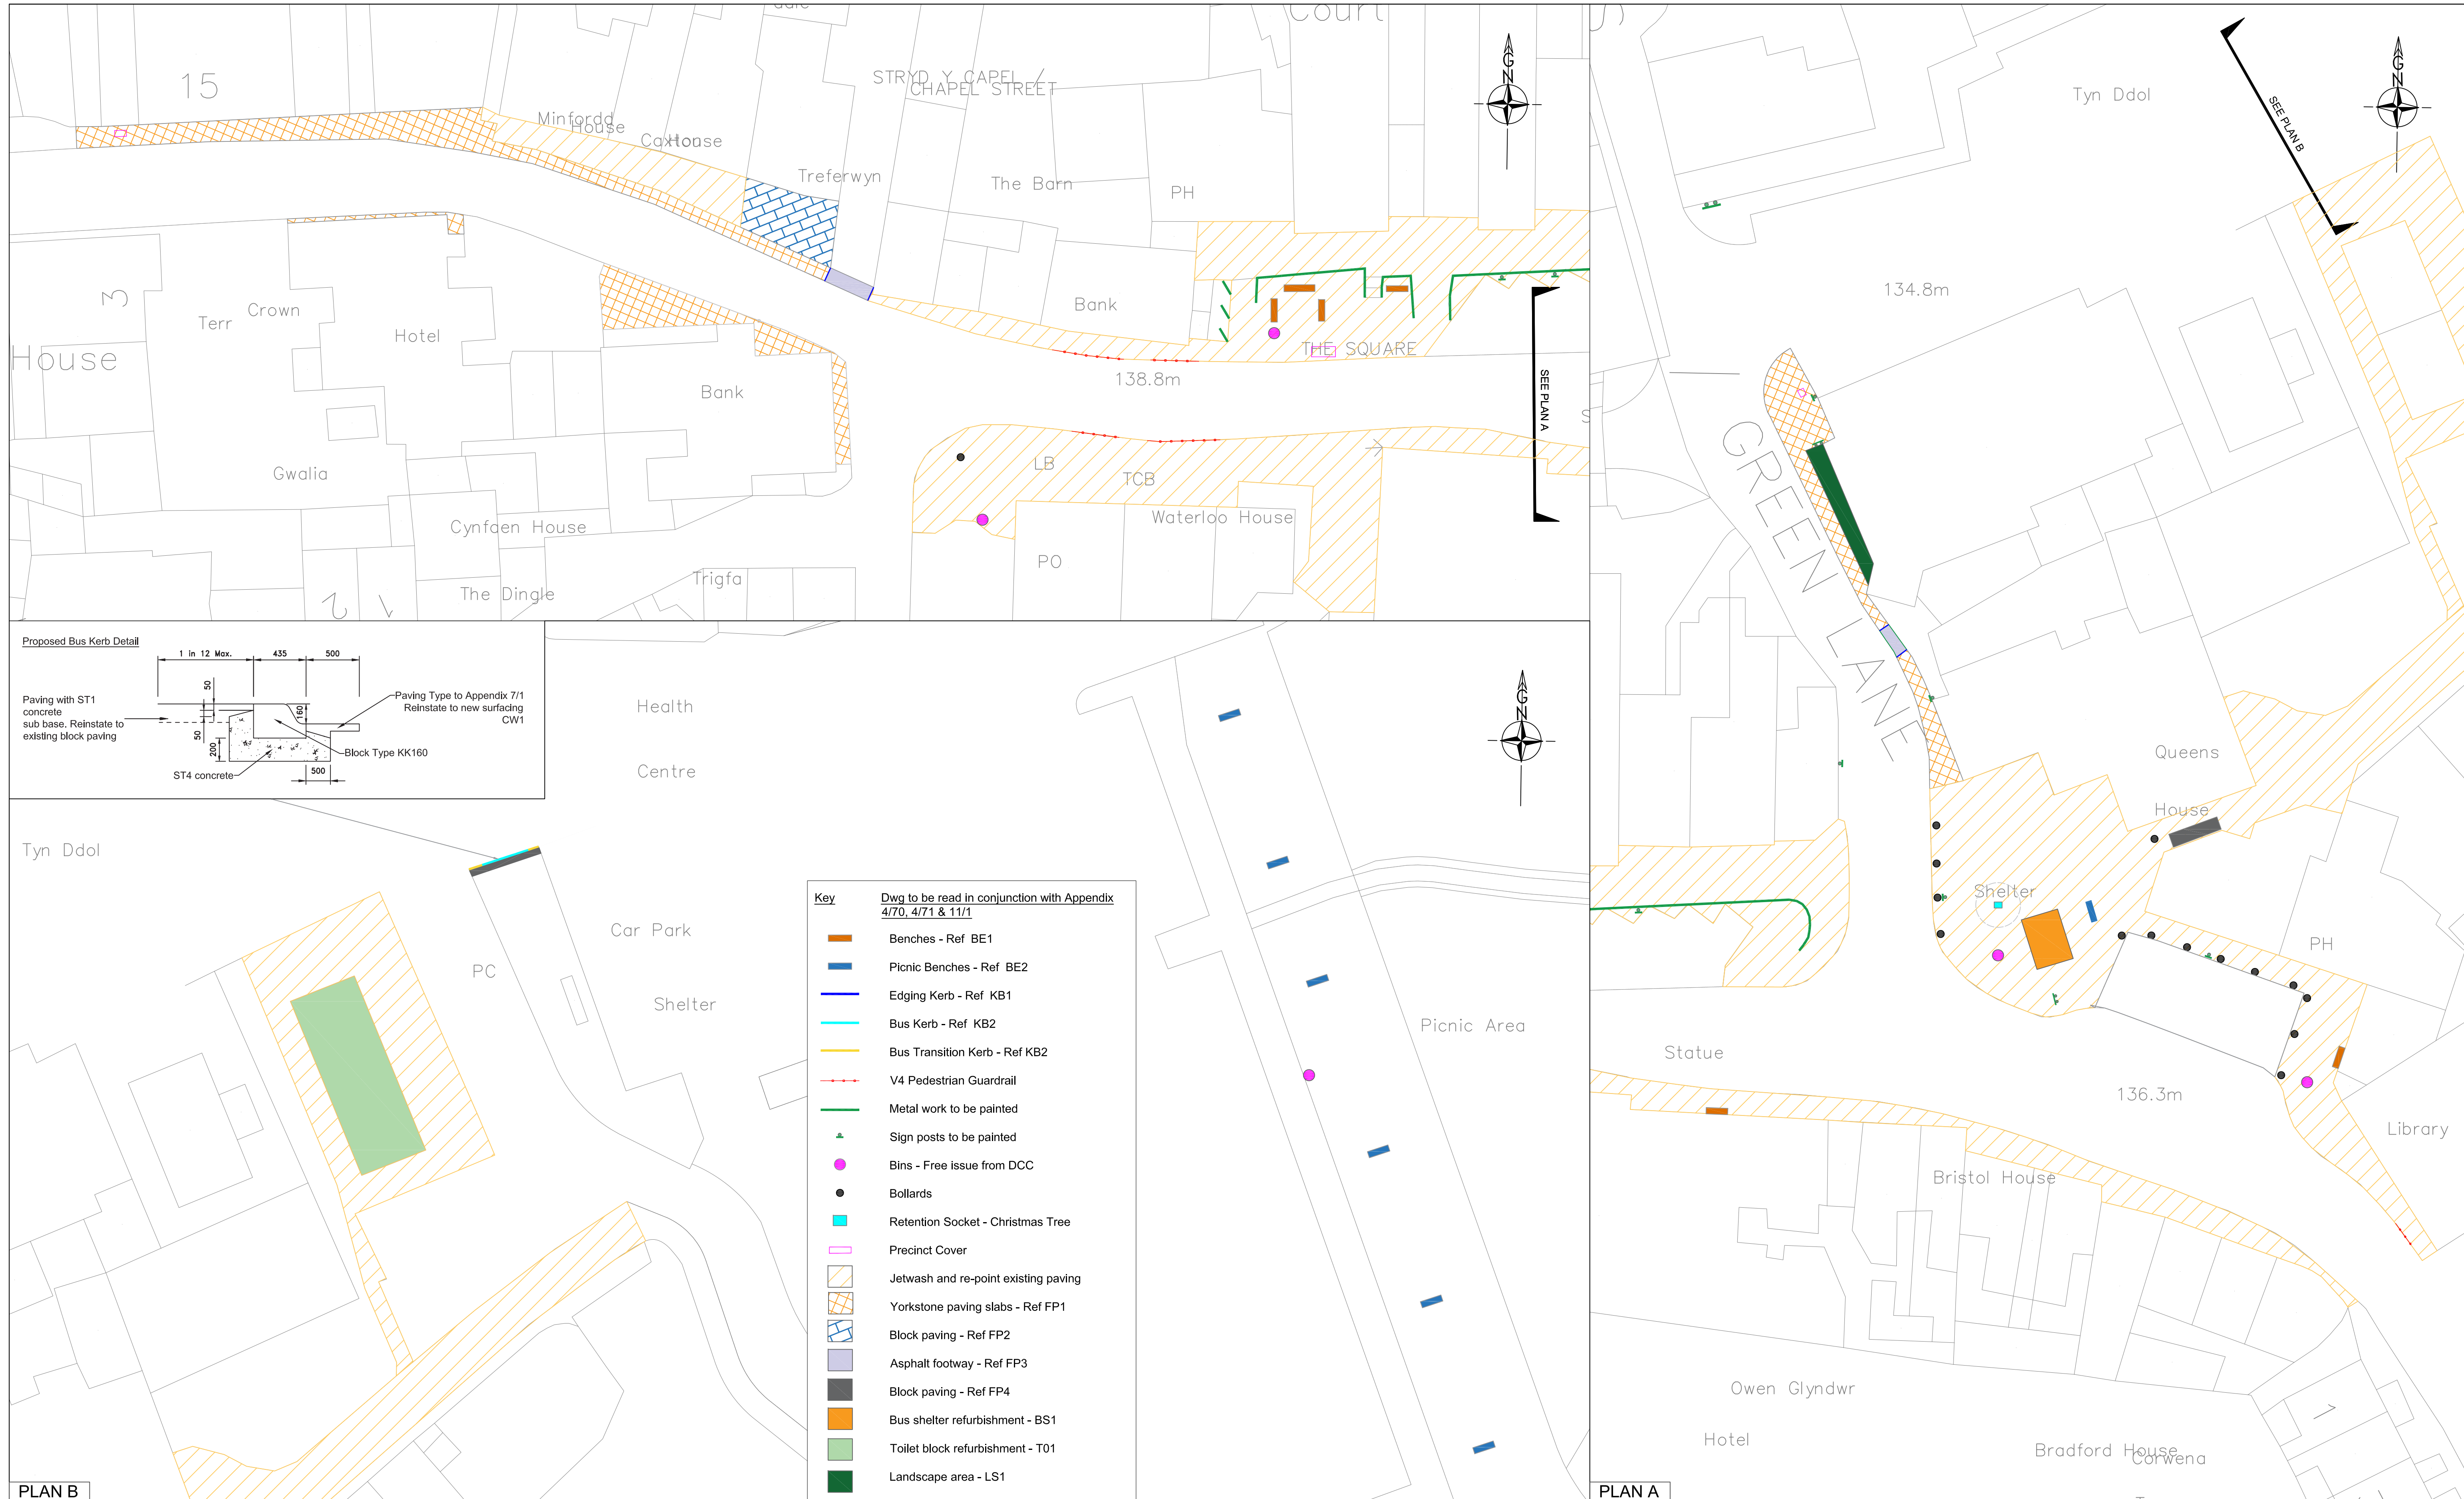 Court
15
STRYD Y CAPEL /
CHAPEL STREET
Minfordd
House
Caxton
House
Treferwyn
The Barn
PH
GN
3
Terr
Crown
Hotel
House
Bank
Bank
THE SQUARE
138.8m
SEE PLAN A
Gwalia
LB
TCB
Cynfaen House
Waterloo House
PO
Trigfa
The Dingle
2
1
Proposed Bus Kerb Detail
1 in 12 Max.
435
500
50
160
50
200
500
Paving with ST1
concrete
sub base. Reinstate to
existing block paving
Paving Type to Appendix 7/1
Reinstate to new surfacing
CW1
Block Type KK160
ST4 concrete
Health
Centre
GN
Tyn Ddol
Car Park
PC
Shelter
Picnic Area
Key
Dwg to be read in conjunction with Appendix
4/70, 4/71 & 11/1
Benches - Ref BE1
Picnic Benches - Ref BE2
Edging Kerb - Ref KB1
Bus Kerb - Ref KB2
Bus Transition Kerb - Ref KB2
V4 Pedestrian Guardrail
Metal work to be painted
Sign posts to be painted
Bins - Free issue from DCC
Bollards
Retention Socket - Christmas Tree
Precinct Cover
Jetwash and re-point existing paving
Yorkstone paving slabs - Ref FP1
Block paving - Ref FP2
Asphalt footway - Ref FP3
Block paving - Ref FP4
Bus shelter refurbishment - BS1
Toilet block refurbishment - T01
Landscape area - LS1
PLAN B
Tyn Ddol
SEE PLAN B
GN
134.8m
GREEN LANE
Queens
House
Shelter
PH
Statue
136.3m
Library
Bristol House
Owen Glyndwr
Hotel
Bradford House
Corwena
1
PLAN A